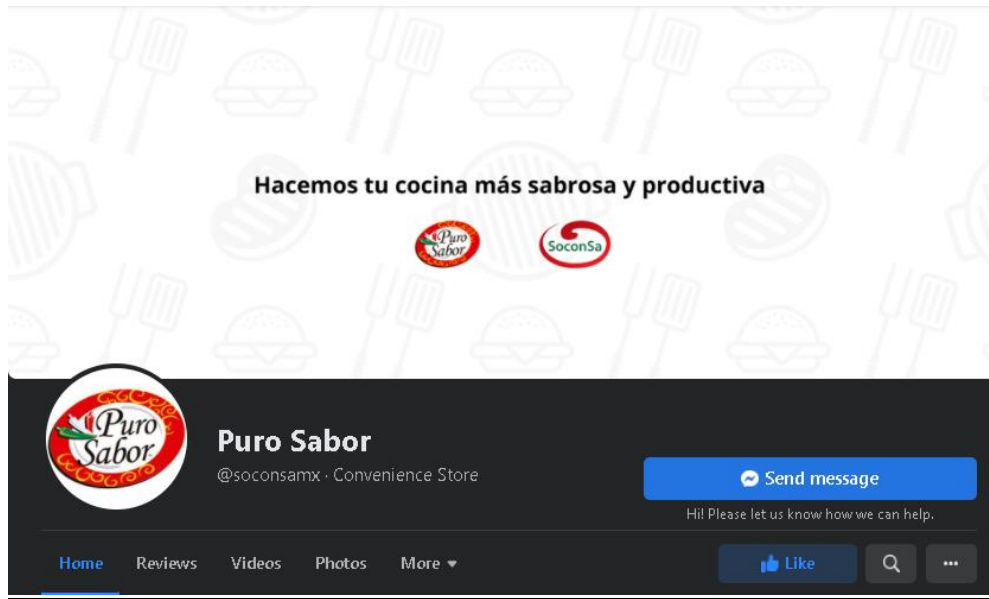 Hacemos tu cocina más sabrosa y productiva
Puro
Sabor
SoconSa
Puro
Sabor
Puro Sabor
@soconsamx · Convenience Store
Send message
Hi! Please let us know how we can help.
Home Reviews Videos Photos More
Like